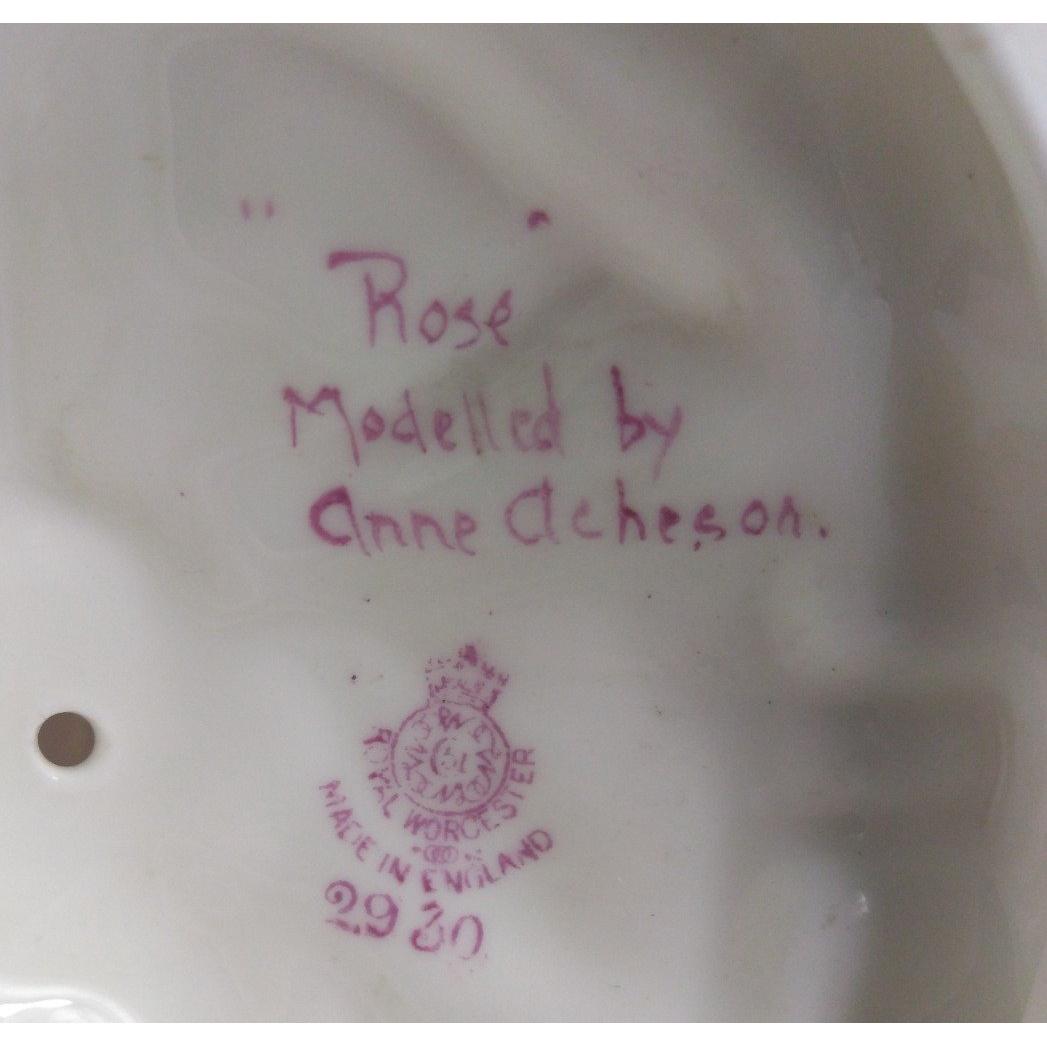 "Rose"
Modelled by
Anne Acheson.
ROYAL WORCESTER
MADE IN ENGLAND
2930